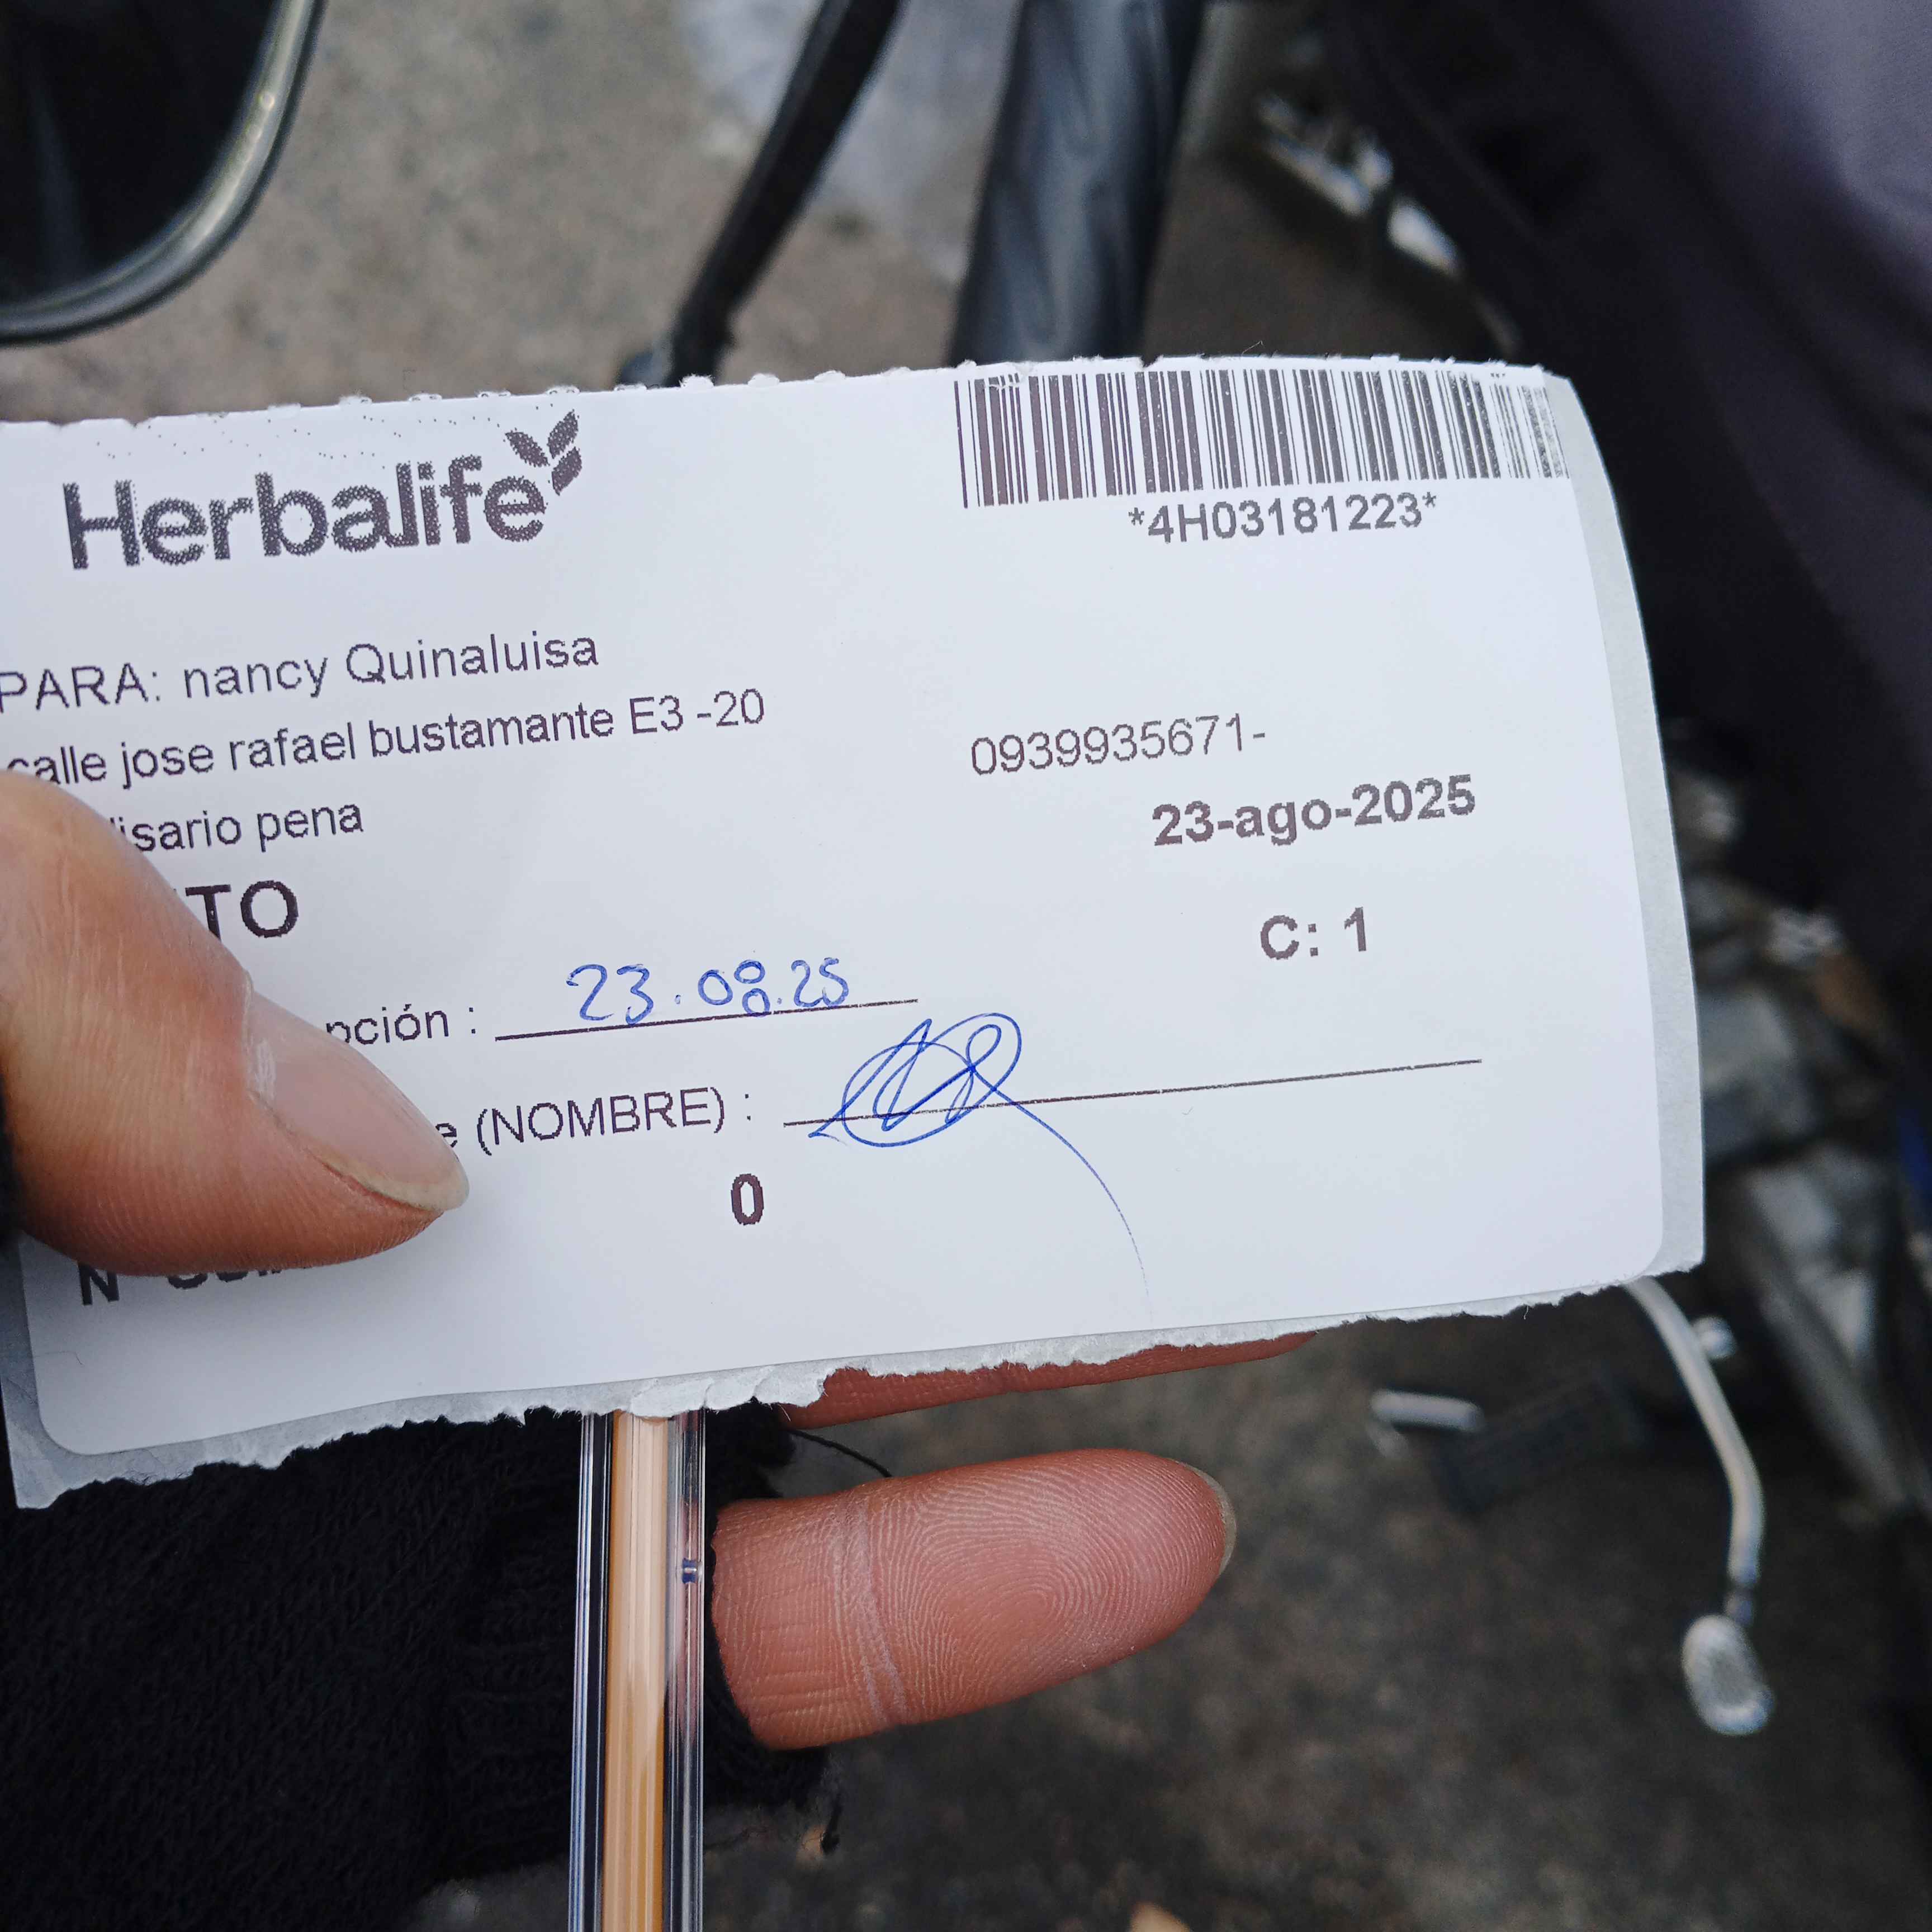 Herbalife
*4H03181223*
PARA: nancy Quinaluisa
calle jose rafael bustamante E3 -20
0939935671-
isario pena
23-ago-2025
TO
C: 1
pción : 23.08.25
e (NOMBRE) :
0
N°